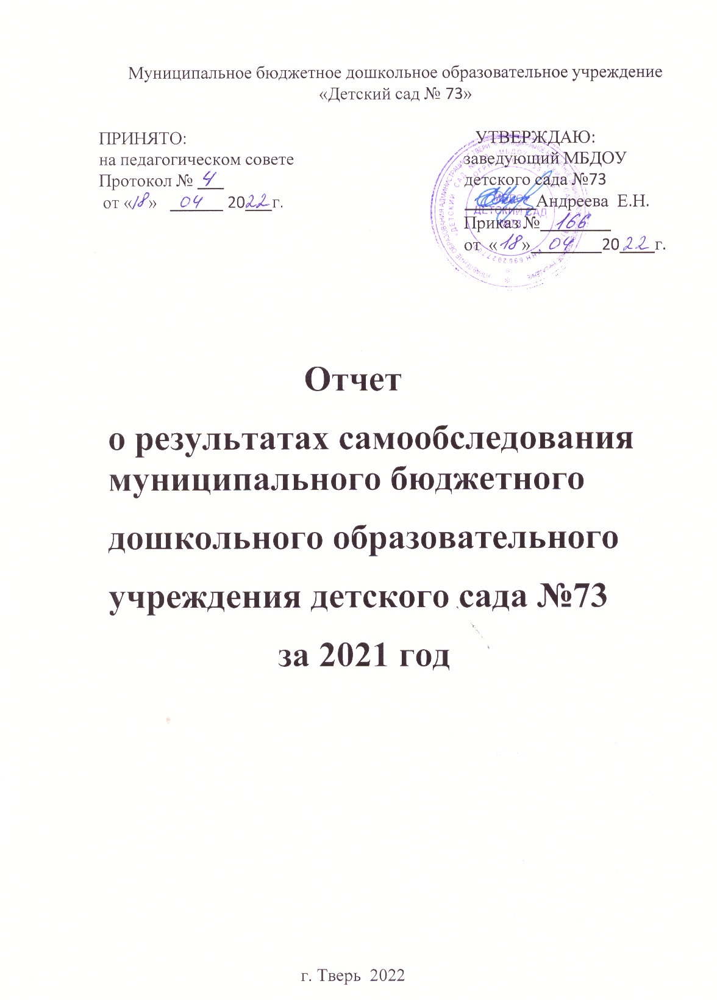 Муниципальное бюджетное дошкольное образовательное учреждение
«Детский сад № 73»
ПРИНЯТО:
на педагогическом совете
Протокол № 4
от «18» 04 2022г.
УТВЕРЖДАЮ:
заведующий МБДОУ
детского сада №73
Андреева Е.Н.
Приказ № 166
от «18» 04 2022г.
ДЕТСКИЙ САД
Отчет
о результатах самообследования
муниципального бюджетного
дошкольного образовательного
учреждения детского сада №73
за 2021 год
г. Тверь 2022